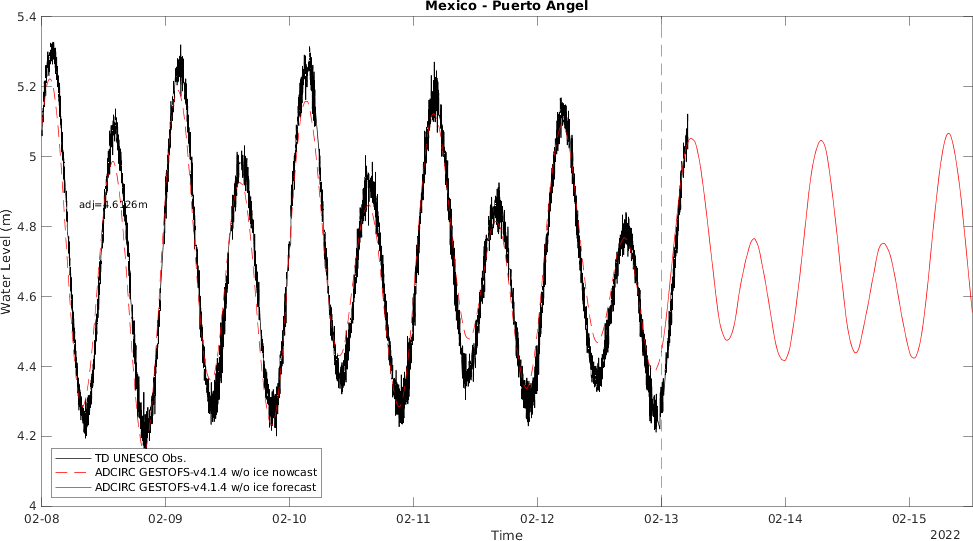 Mexico - Puerto Angel
5.4
5.2
5
4.8
4.6
4.4
4.2
4
Water Level (m)
adj=4.6126m
TD UNESCO Obs.
ADCIRC GESTOFS-v4.1.4 w/o ice nowcast
ADCIRC GESTOFS-v4.1.4 w/o ice forecast
02-08
02-09
02-10
02-11
02-12
02-13
02-14
02-15
Time
2022